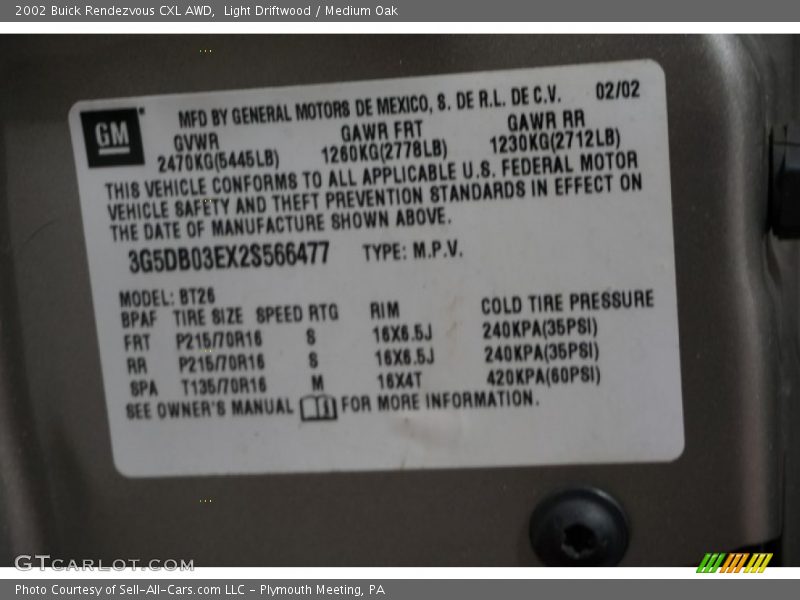 2002 Buick Rendezvous CXL AWD,  Light Driftwood / Medium Oak
GM
MFD BY GENERAL MOTORS DE MEXICO, S. DE R.L. DE C.V. 02/02
GVWR GAWR FRT GAWR RR
2470KG(5445LB) 1260KG(2778LB) 1230KG(2712LB)
THIS VEHICLE CONFORMS TO ALL APPLICABLE U.S. FEDERAL MOTOR
VEHICLE SAFETY AND THEFT PREVENTION STANDARDS IN EFFECT ON
THE DATE OF MANUFACTURE SHOWN ABOVE.
3G5DB03EX2S566477 TYPE: M.P.V.
MODEL: BT26
BPAF TIRE SIZE SPEED RTG RIM COLD TIRE PRESSURE
FRT P215/70R16 S 16X6.5J 240KPA(35PSI)
RR P215/70R16 S 16X6.5J 240KPA(35PSI)
SPA T135/70R16 M 16X4T 420KPA(60PSI)
SEE OWNER'S MANUAL FOR MORE INFORMATION.
GTCARLOT.COM
Photo Courtesy of Sell-All-Cars.com LLC - Plymouth Meeting, PA